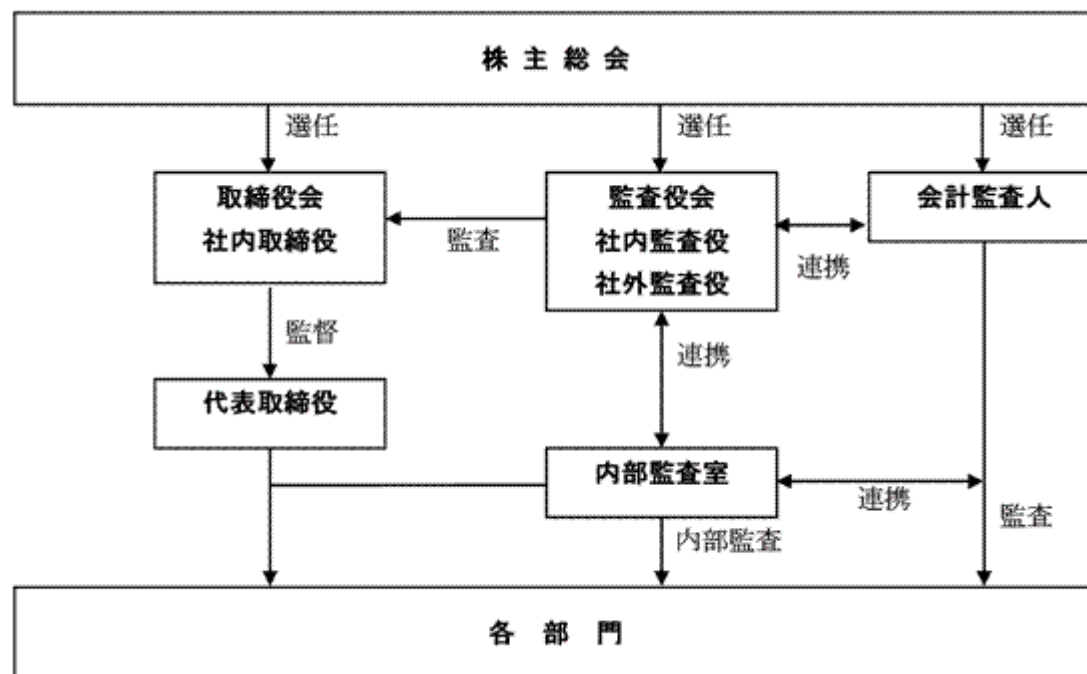 株主総会
選任
選任
選任
取締役会
社内取締役
監査
監査役会
社内監査役
社外監査役
連携
会計監査人
監督
連携
代表取締役
内部監査室
連携
監査
内部監査
各部門